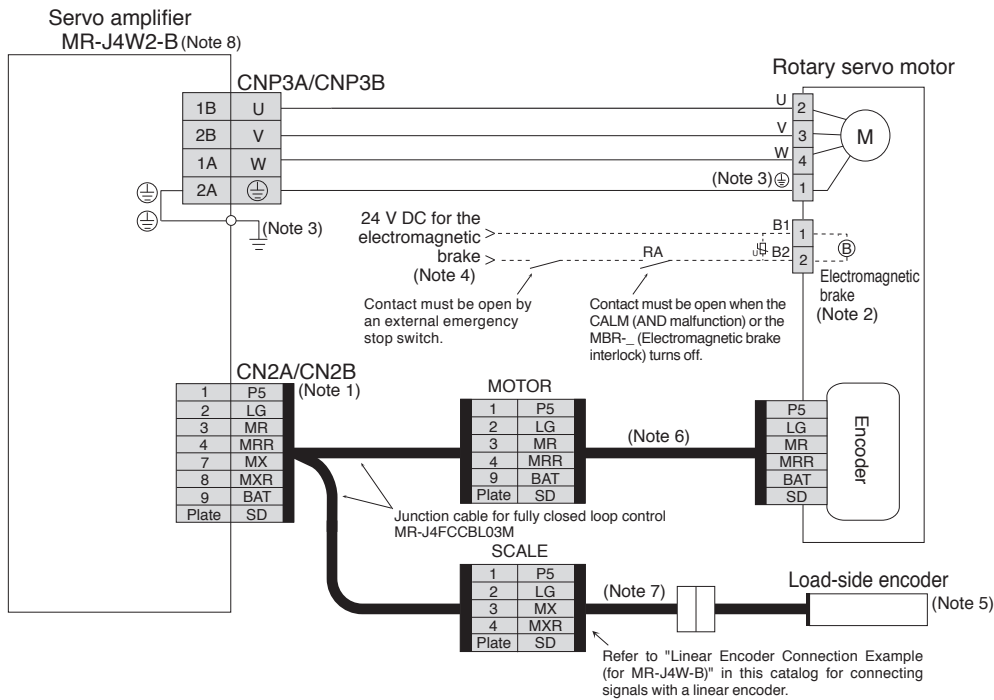 Servo amplifier
MR-J4W2-B (Note 8)
CNP3A/CNP3B
1B U
2B V
1A W
2A
(Note 3)
Rotary servo motor
U 2
V 3
W 4
(Note 3) 1
M
24 V DC for the
electromagnetic
brake
(Note 4)
RA
B1 1
U B2 2
B
Electromagnetic
brake
(Note 2)
Contact must be open by
an external emergency
stop switch.
Contact must be open when the
CALM (AND malfunction) or the
MBR-_ (Electromagnetic brake
interlock) turns off.
CN2A/CN2B
(Note 1)
1 P5
2 LG
3 MR
4 MRR
7 MX
8 MXR
9 BAT
Plate SD
MOTOR
1 P5
2 LG
3 MR
4 MRR
9 BAT
Plate SD
(Note 6)
P5
LG
MR
MRR
BAT
SD
Encoder
Junction cable for fully closed loop control
MR-J4FCCBL03M
SCALE
1 P5
2 LG
3 MX
4 MXR
Plate SD
(Note 7)
Load-side encoder
(Note 5)
Refer to "Linear Encoder Connection Example
(for MR-J4W-B)" in this catalog for connecting
signals with a linear encoder.